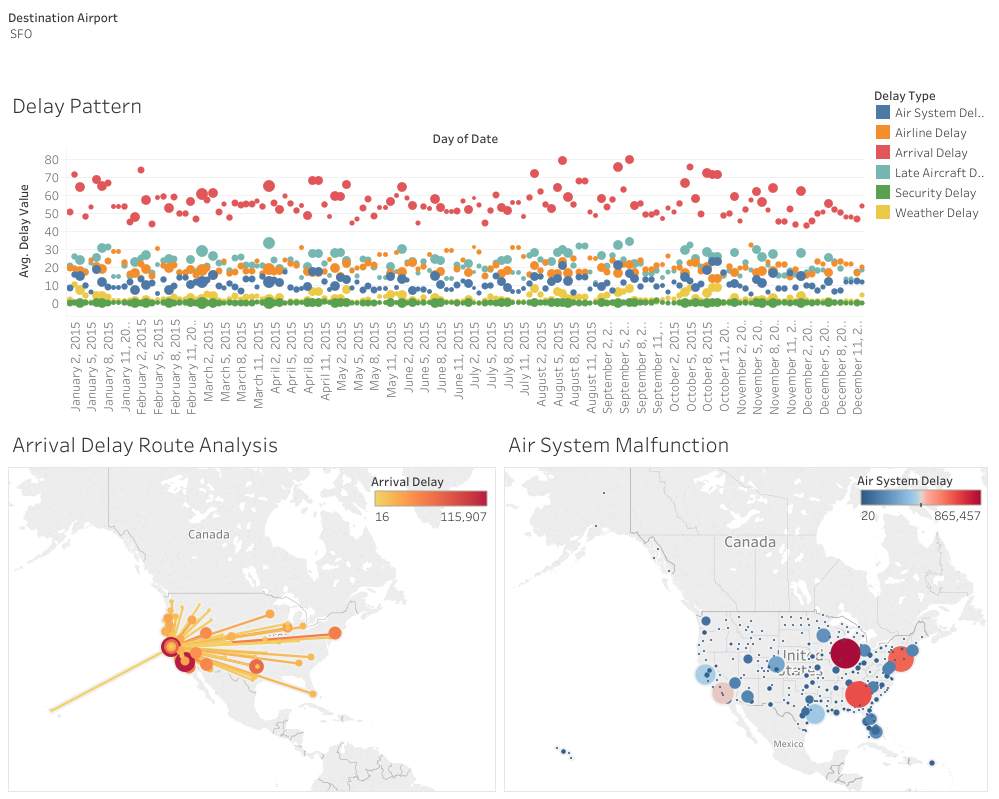 Destination Airport
SFO
Delay Pattern
Day of Date
Avg. Delay Value
80
70
60
50
40
30
20
10
0
January 2, 2015
January 5, 2015
January 8, 2015
January 11, 20..
February 2, 2015
February 5, 2015
February 8, 2015
February 11, 20..
March 2, 2015
March 5, 2015
March 8, 2015
March 11, 2015
April 2, 2015
April 5, 2015
April 8, 2015
April 11, 2015
May 2, 2015
May 5, 2015
May 8, 2015
May 11, 2015
June 2, 2015
June 5, 2015
June 8, 2015
June 11, 2015
July 2, 2015
July 5, 2015
July 8, 2015
July 11, 2015
August 2, 2015
August 5, 2015
August 8, 2015
August 11, 2015
September 2, 2..
September 5, 2..
September 8, 2..
September 11, ..
October 2, 2015
October 5, 2015
October 8, 2015
October 11, 20..
November 2, 20..
November 5, 20..
November 8, 20..
November 11, 2..
December 2, 20..
December 5, 20..
December 8, 20..
December 11, 2..
Delay Type
Air System Del..
Airline Delay
Arrival Delay
Late Aircraft D..
Security Delay
Weather Delay
Arrival Delay Route Analysis
Arrival Delay
16 115,907
Canada
Air System Malfunction
Air System Delay
20 865,457
Canada
United
States
Mexico